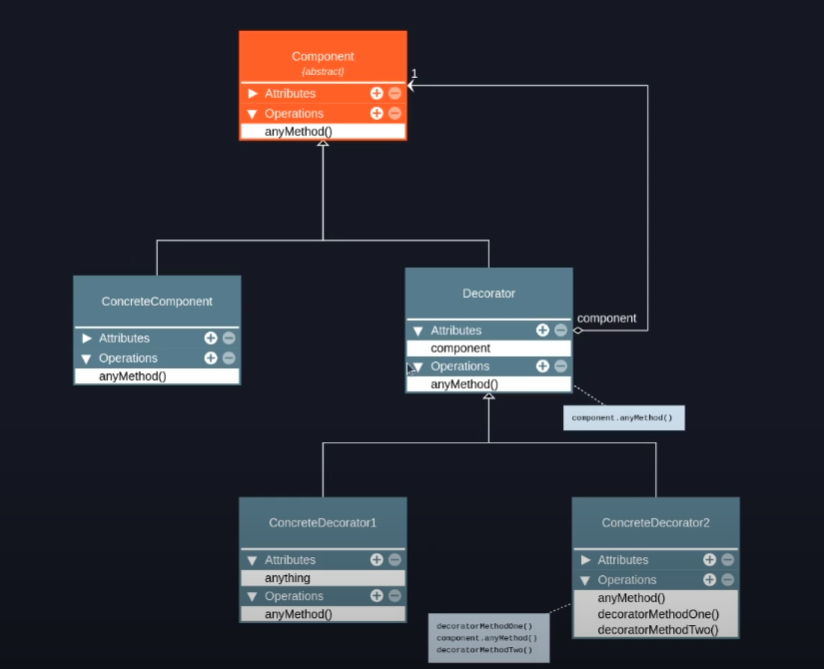 Component
{abstract}
1
Attributes
Operations
anyMethod()
ConcreteComponent
Attributes
Operations
anyMethod()
Decorator
Attributes
component
Operations
anyMethod()
component
component.anyMethod()
ConcreteDecorator1
Attributes
anything
Operations
anyMethod()
ConcreteDecorator2
Attributes
Operations
anyMethod()
decoratorMethodOne()
decoratorMethodTwo()
decoratorMethodOne()
component.anyMethod()
decoratorMethodTwo()